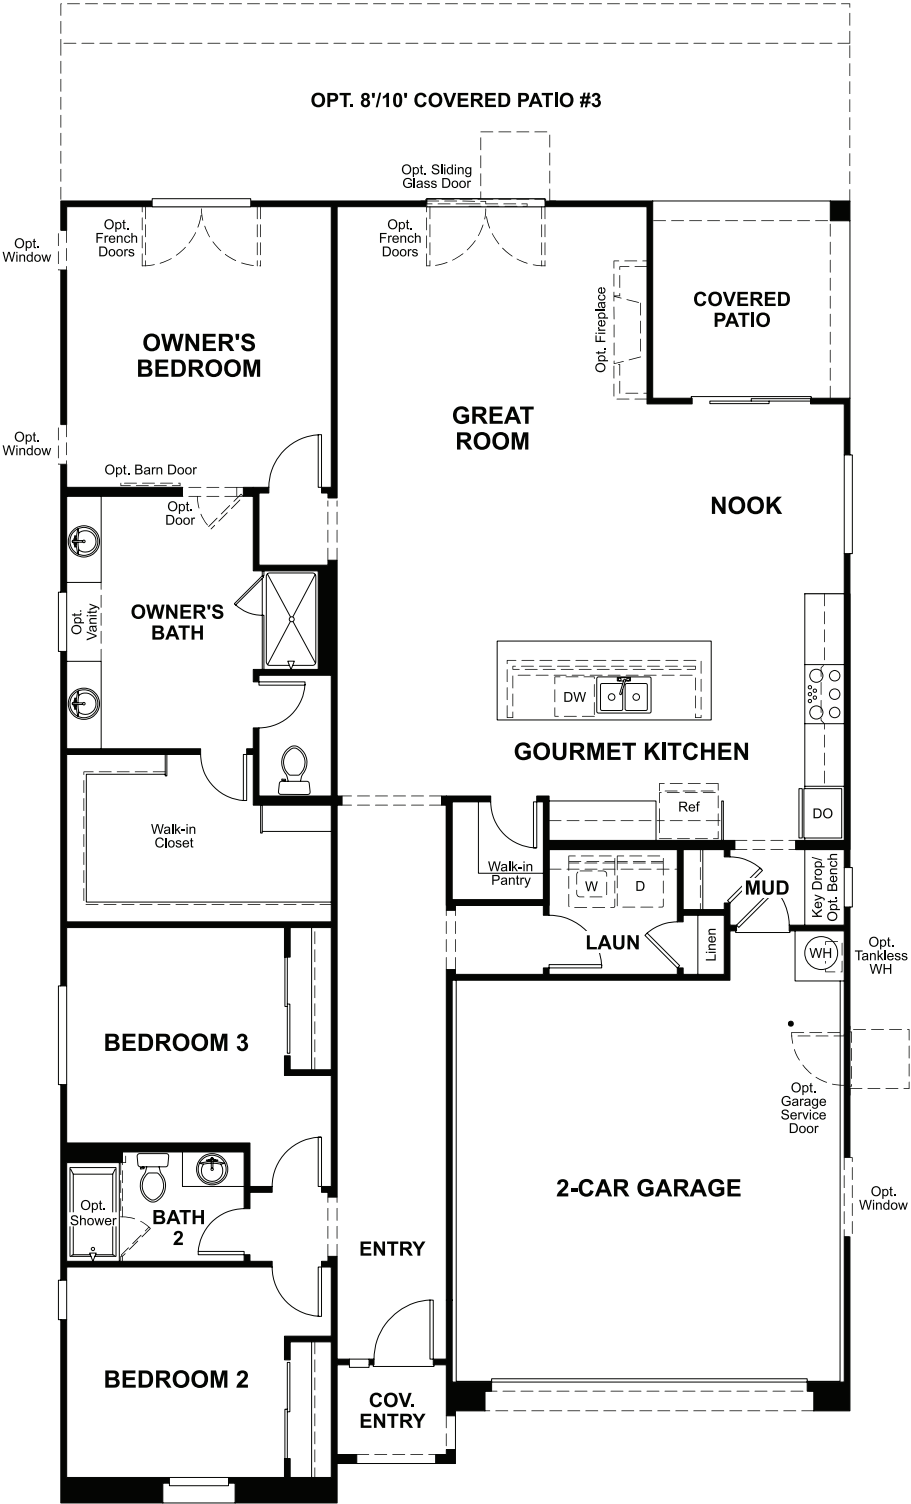 OPT. 8'/10' COVERED PATIO #3
Opt. Sliding
Glass Door
Opt.
French
Doors
Opt.
French
Doors
Opt.
Window
COVERED
PATIO
Opt. Fireplace
OWNER'S
BEDROOM
GREAT
ROOM
Opt.
Window
Opt. Barn Door
Opt.
Door
NOOK
Opt.
Vanity
OWNER'S
BATH
DW
GOURMET KITCHEN
Ref
DO
Walk-in
Closet
Walk-in
Pantry
W
D
MUD
Key Drop/
Opt. Bench
LAUN
Linen
WH
Opt.
Tankless
WH
BEDROOM 3
Opt.
Garage
Service
Door
2-CAR GARAGE
Opt.
Window
Opt.
Shower
BATH
2
ENTRY
BEDROOM 2
COV.
ENTRY